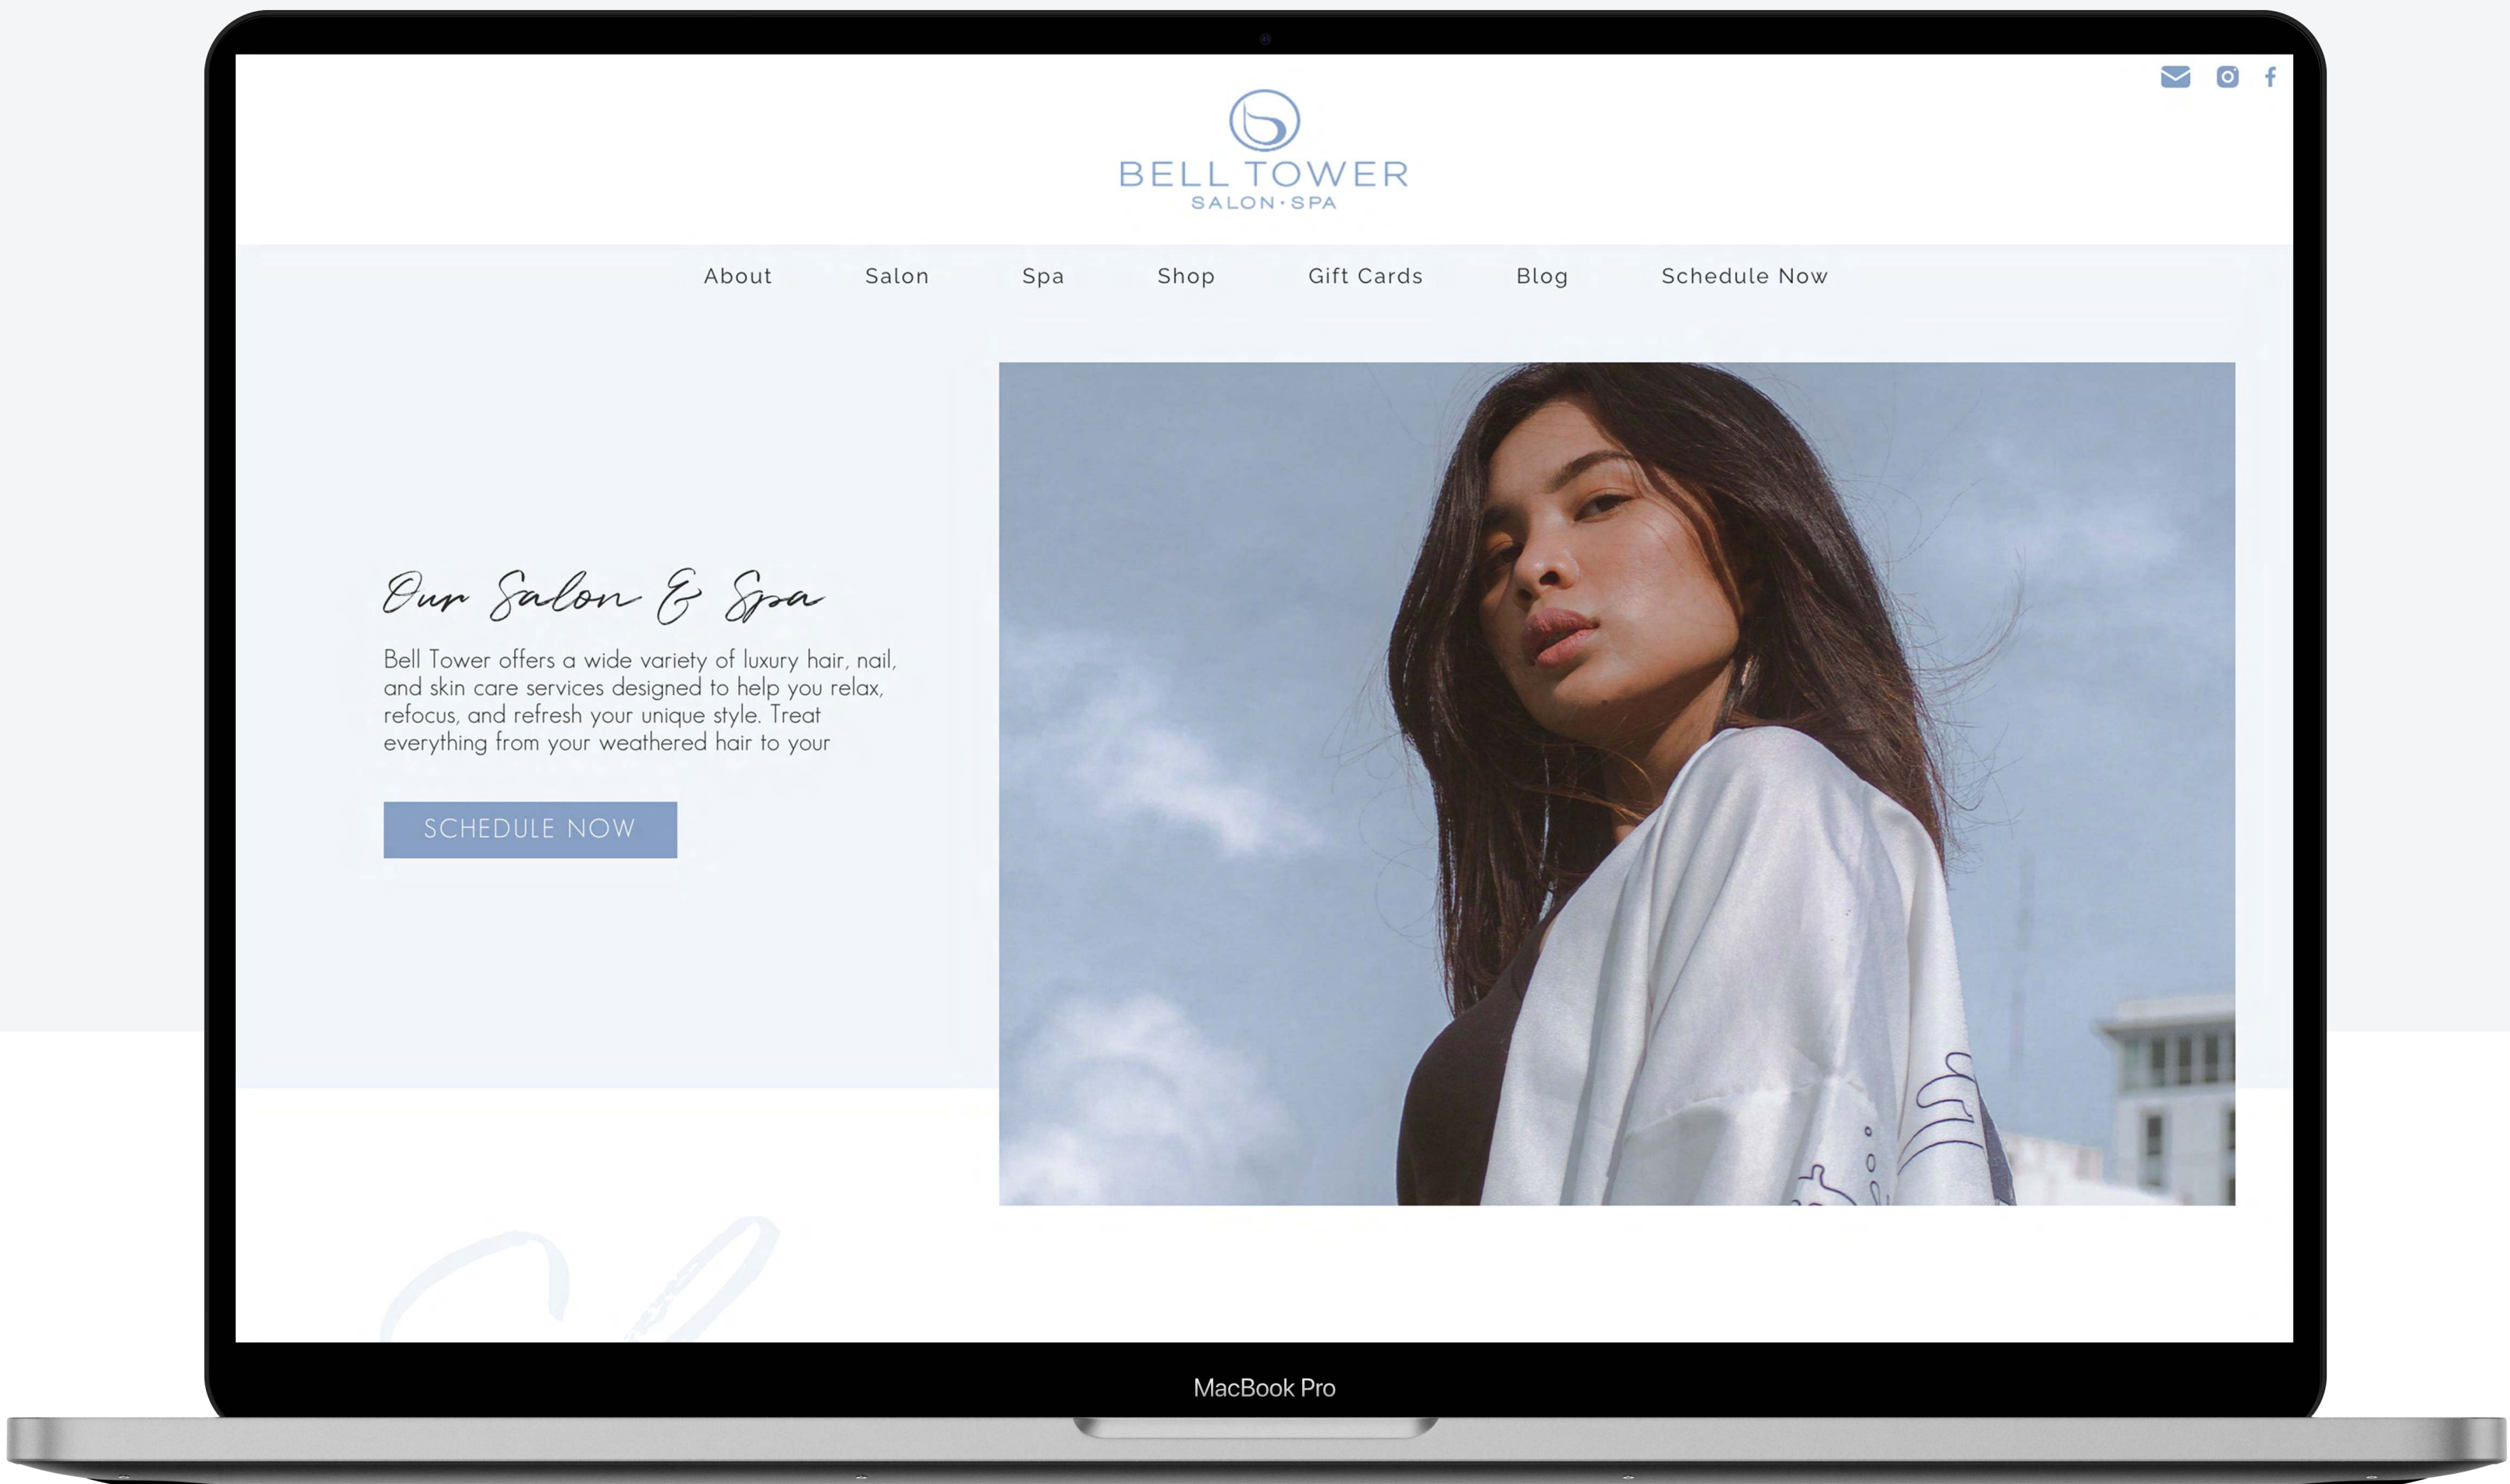 BELL TOWER
SALON·SPA
About Salon Spa Shop Gift Cards Blog Schedule Now
Our Salon & Spa
Bell Tower offers a wide variety of luxury hair, nail,
and skin care services designed to help you relax,
refocus, and refresh your unique style. Treat
everything from your weathered hair to your
SCHEDULE NOW
MacBook Pro